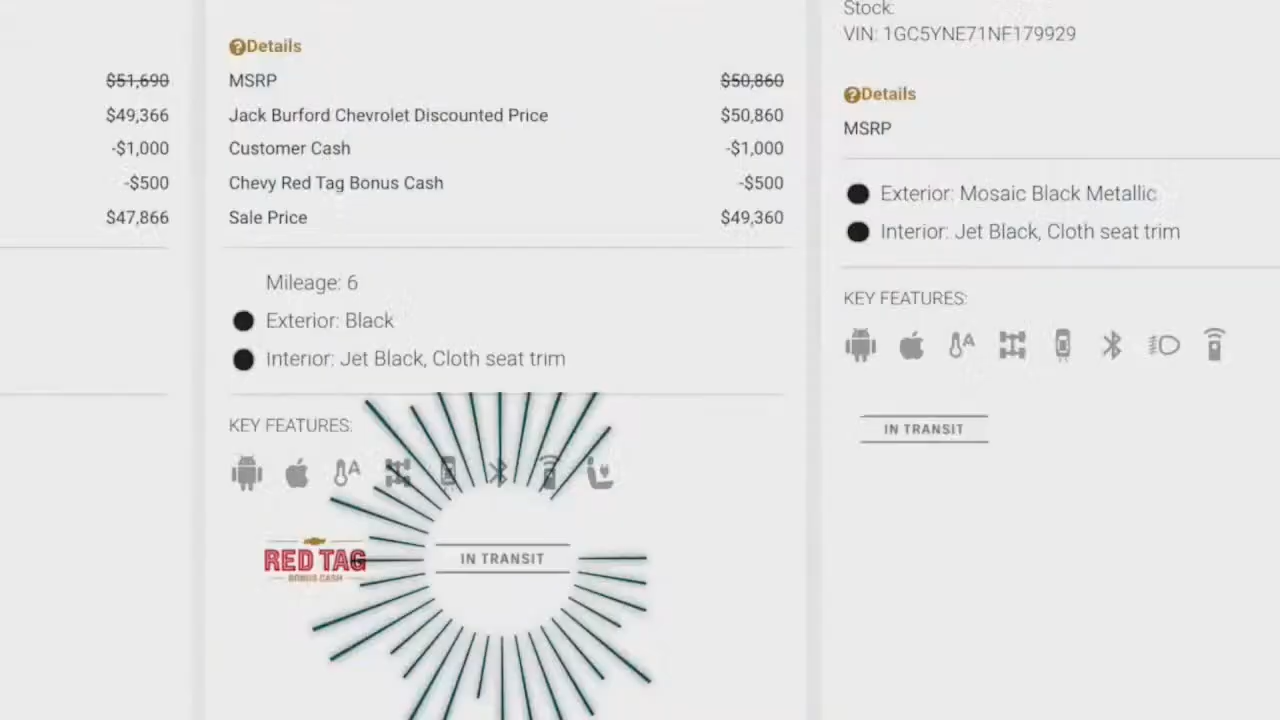 $51,690
$49,366
-$1,000
-$500
$47,866
Details
MSRP $50,860
Jack Burford Chevrolet Discounted Price $50,860
Customer Cash -$1,000
Chevy Red Tag Bonus Cash -$500
Sale Price $49,360
Mileage: 6
Exterior: Black
Interior: Jet Black, Cloth seat trim
KEY FEATURES:
A
RED TAG
BONUS CASH
IN TRANSIT
Stock:
VIN: 1GC5YNE71NF179929
Details
MSRP
Exterior: Mosaic Black Metallic
Interior: Jet Black, Cloth seat trim
KEY FEATURES:
A
IN TRANSIT